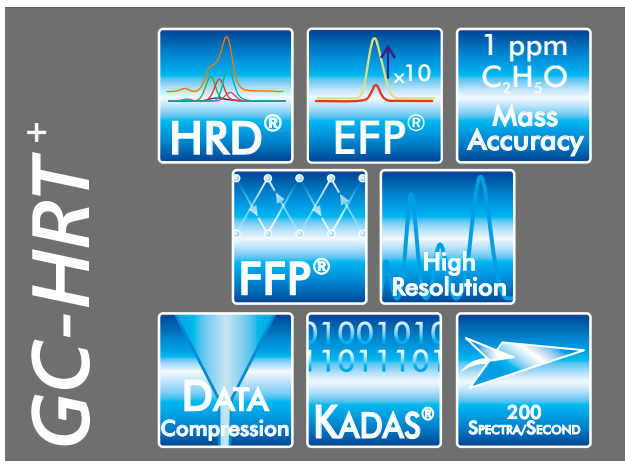 GC-HRT+
HRD®
×10
EFP®
1 ppm
C₂H₅O
Mass
Accuracy
FFP®
High
Resolution
DATA
Compression
01001010
11011101
KADAS®
200
SPECTRA/SECOND